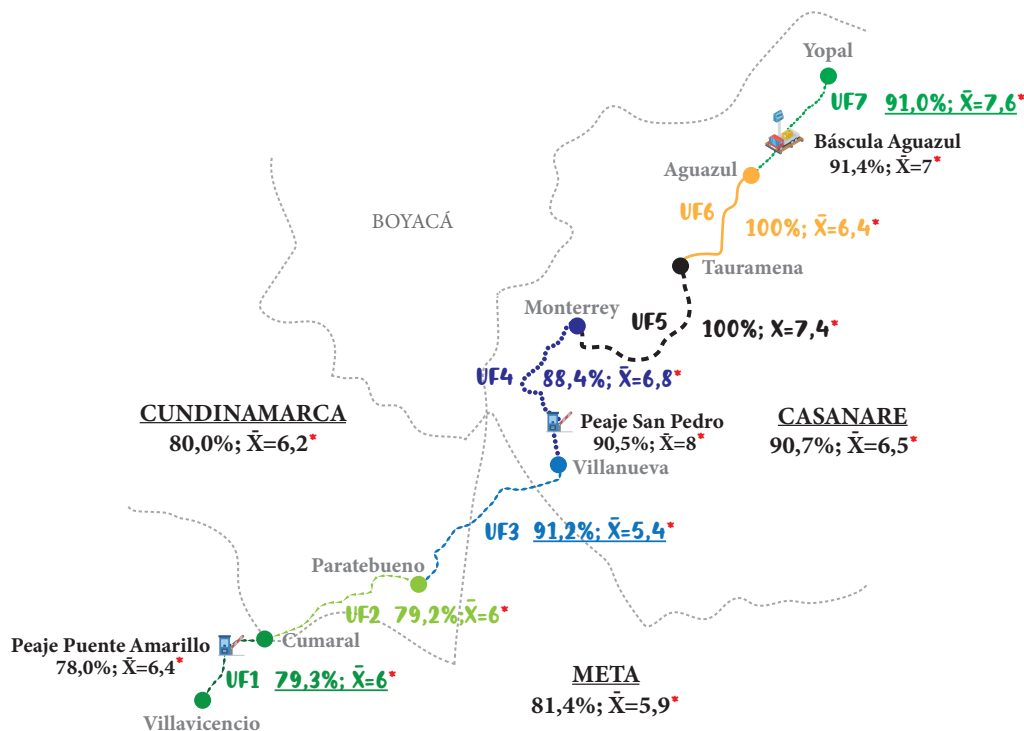 Yopal
UF7 91,0%; X̄=7,6*
Báscula Aguazul
91,4%; X̄=7*
Aguazul
UF6
100%; X̄=6,4*
BOYACÁ
Tauramena
Monterrey
UF5
100%; X=7,4*
UF4 88,4%; X̄=6,8*
CUNDINAMARCA
80,0%; X̄=6,2*
Peaje San Pedro
90,5%; X̄=8*
CASANARE
90,7%; X̄=6,5*
Villanueva
UF3 91,2%; X̄=5,4*
Paratebueno
UF2 79,2%;X̄=6*
Peaje Puente Amarillo
78,0%; X̄=6,4*
Cumaral
UF1 79,3%; X̄=6*
META
81,4%; X̄=5,9*
Villavicencio